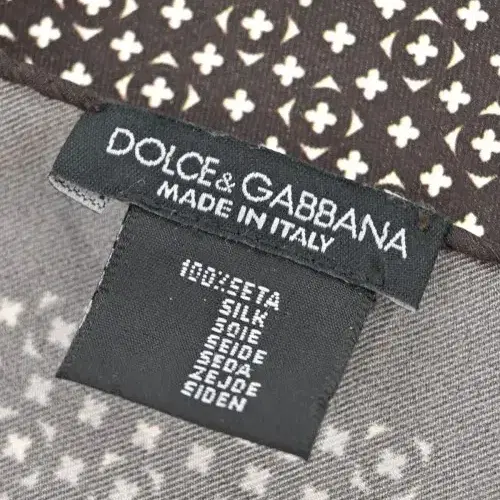 DOLCE & GABBANA
MADE IN ITALY
100%SETA
SILK
SOIE
SEIDE
SEDA
ZEJDE
SIDEN